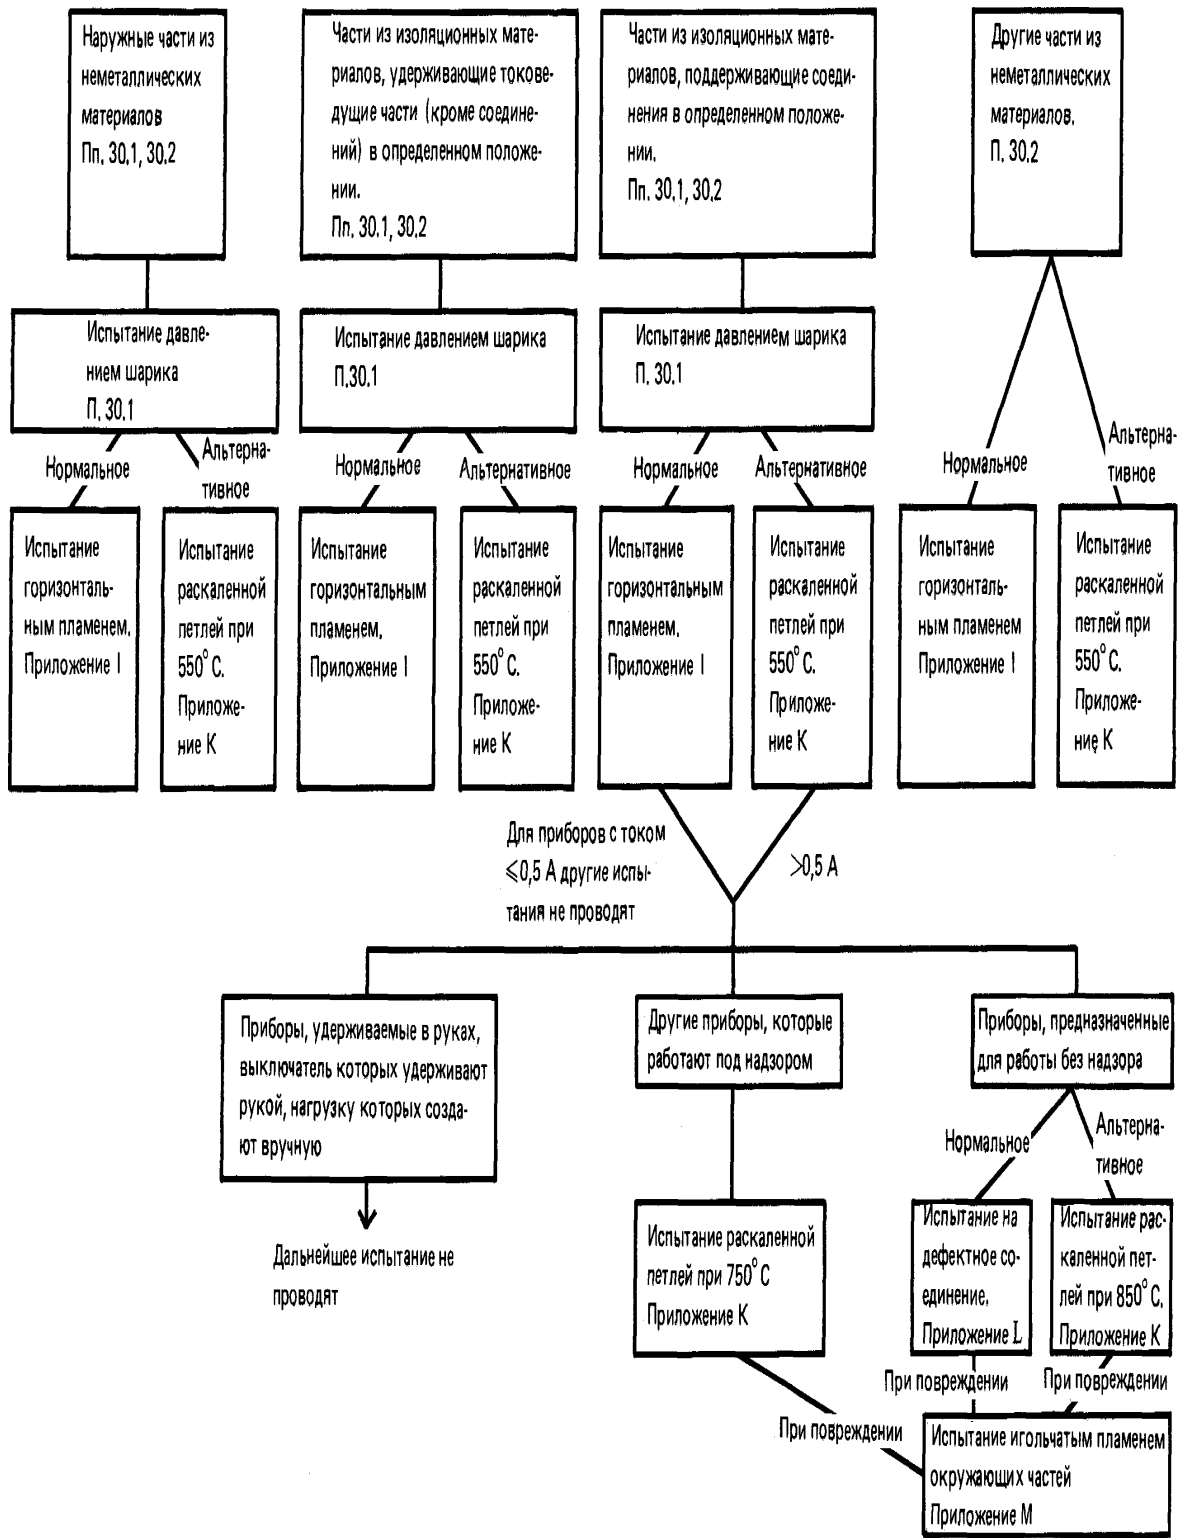 Наружные части из
неметаллических
материалов
Пп. 30.1, 30.2
Части из изоляционных мате-
риалов, удерживающие токове-
дущие части (кроме соедине-
ний) в определенном положе-
нии.
Пп. 30.1, 30.2
Части из изоляционных мате-
риалов, поддерживающие соеди-
нения в определенном положе-
нии.
Пп. 30.1, 30.2
Другие части из
неметаллических
материалов.
П. 30.2
Испытание давле-
нием шарика
П. 30.1
Испытание давлением шарика
П.30.1
Испытание давлением шарика
П. 30.1
Нормальное
Альтерна-
тивное
Нормальное
Альтернативное
Нормальное
Альтернативное
Нормальное
Альтерна-
тивное
Испытание
горизонталь-
ным пламенем.
Приложение I
Испытание
раскаленной
петлей при
550° С.
Приложе-
ние К
Испытание
горизонтальным
пламенем.
Приложение I
Испытание
раскаленной
петлей при
550° С.
Приложе-
ние К
Испытание
горизонтальным
пламенем.
Приложение I
Испытание
раскаленной
петлей при
550° С.
Приложе-
ние К
Испытание
горизонталь-
ным пламенем
Приложение I
Испытание
раскаленной
петлей при
550° С.
Приложе-
ние К
Для приборов с током
⩽0,5 А другие испы-
тания не проводят
>0,5 А
Приборы, удерживаемые в руках,
выключатель которых удерживают
рукой, нагрузку которых созда-
ют вручную
Другие приборы, которые
работают под надзором
Приборы, предназначенные
для работы без надзора
Нормальное
Альтерна-
тивное
Дальнейшее испытание не
проводят
Испытание раскаленной
петлей при 750° С
Приложение К
Испытание на
дефектное со-
единение.
Приложение L
Испытание рас-
каленной пет-
лей при 850° С.
Приложение К
При повреждении
При повреждении
При повреждении
Испытание игольчатым пламенем
окружающих частей
Приложение М